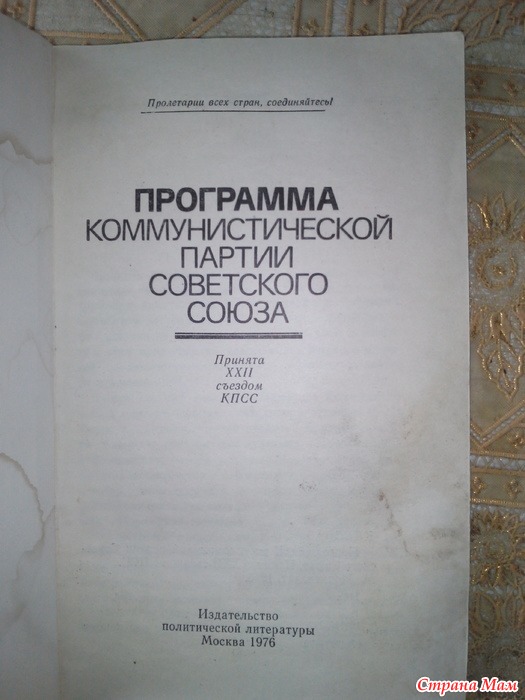 Пролетарии всех стран, соединяйтесь!
ПРОГРАММА
КОММУНИСТИЧЕСКОЙ
ПАРТИИ
СОВЕТСКОГО
СОЮЗА
Принята
XXII
съездом
КПСС
Издательство
политической литературы
Москва 1976
Страна Мам